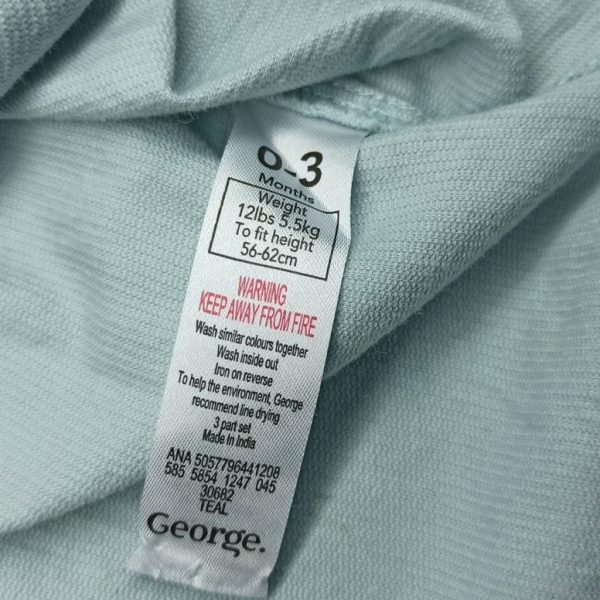 0-3
Months
Weight
12lbs 5.5kg
To fit height
56-62cm
WARNING
KEEP AWAY FROM FIRE
Wash similar colours together
Wash inside out
Iron on reverse
To help the environment, George
recommend line drying
3 part set
Made In India
ANA 5057796441208
585 5854 1247 045
30682
TEAL
George.